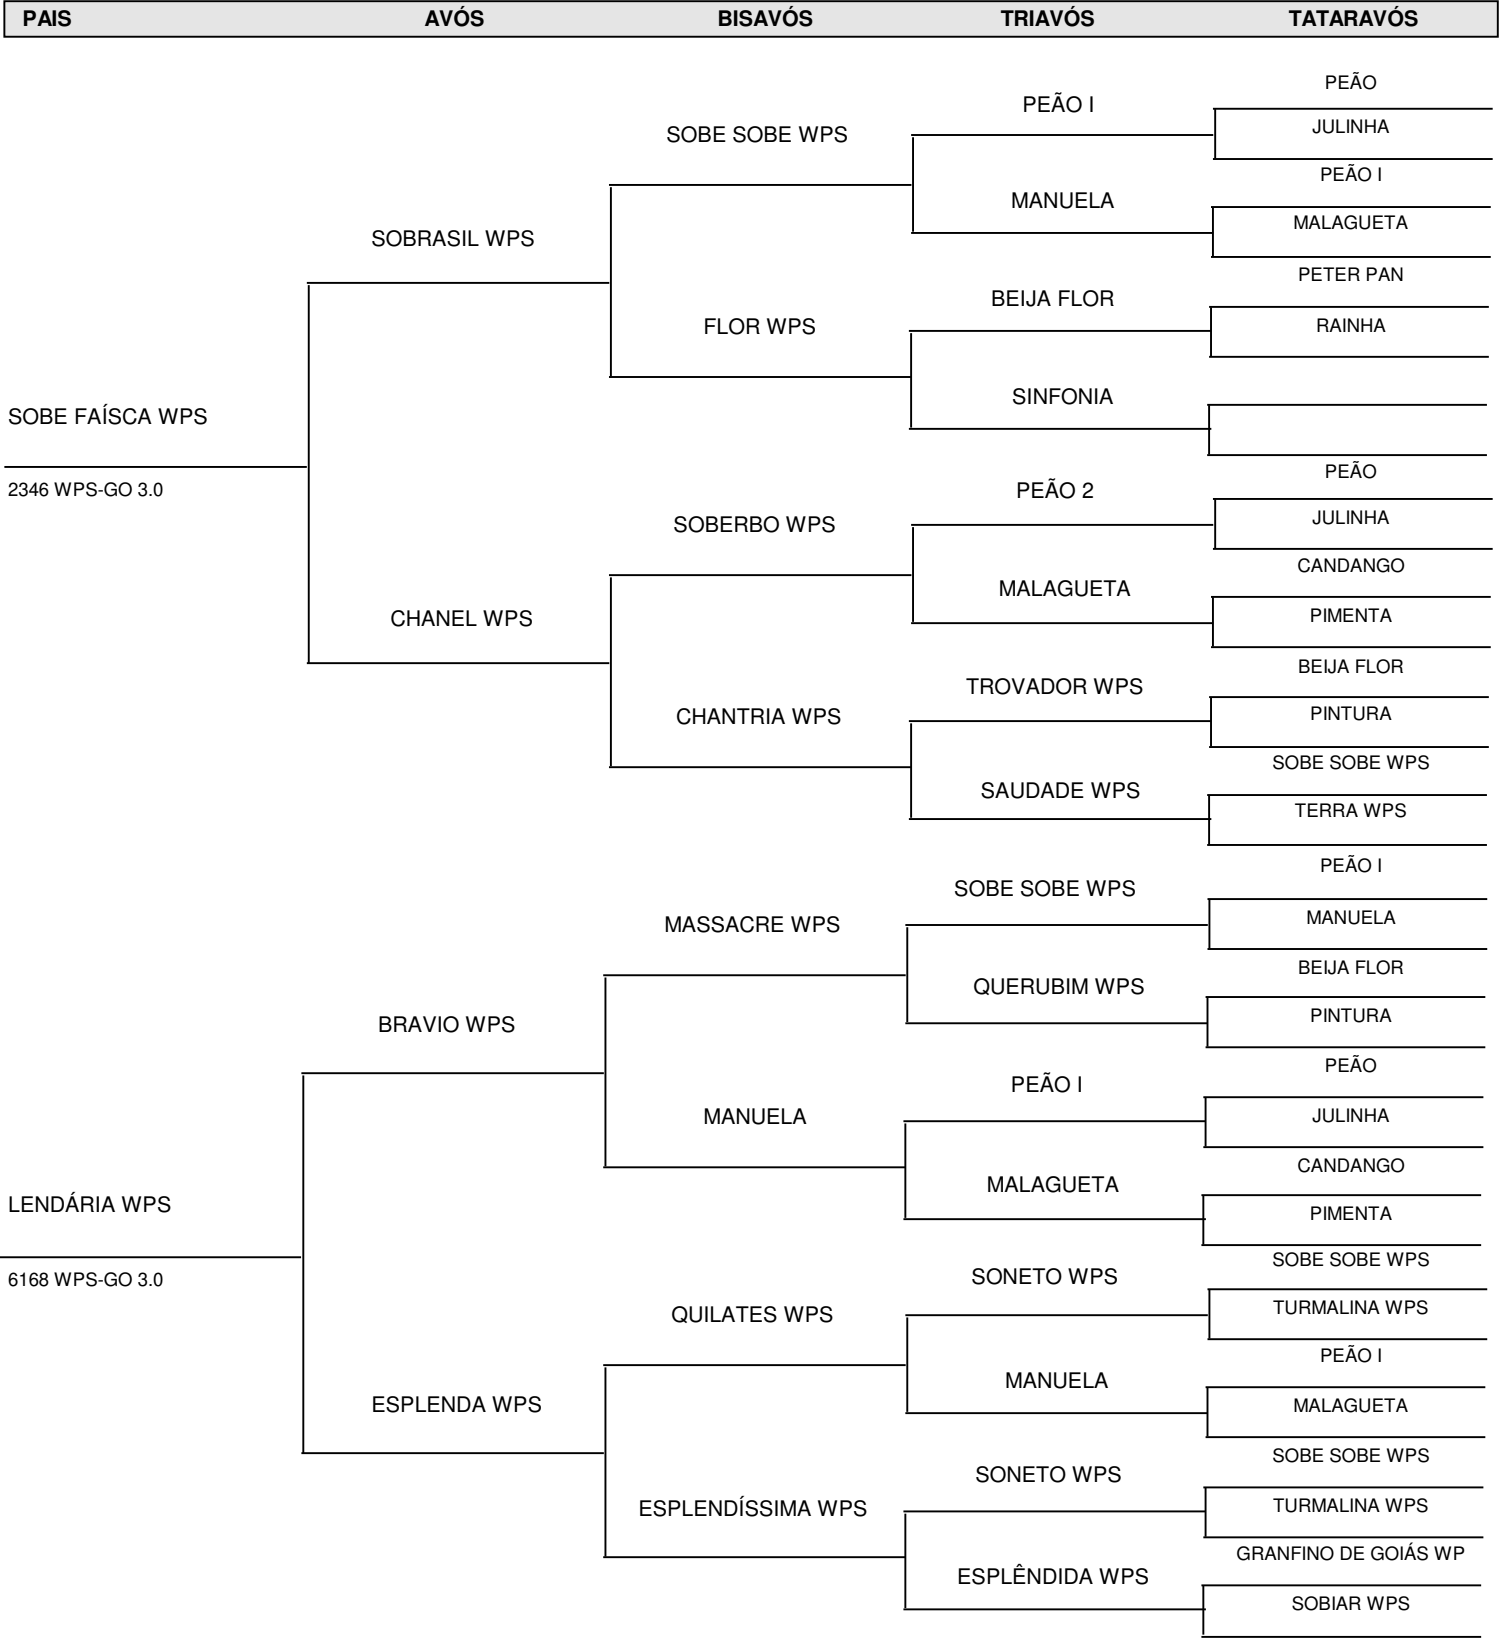 PAIS AVÓS BISAVÓS TRIAVÓS TATARAVÓS
PEÃO
PEÃO I
JULINHA
SOBE SOBE WPS
PEÃO I
MANUELA
MALAGUETA
SOBRASIL WPS
PETER PAN
BEIJA FLOR
FLOR WPS
RAINHA
SINFONIA
SOBE FAÍSCA WPS
PEÃO
2346 WPS-GO 3.0
PEÃO 2
JULINHA
SOBERBO WPS
CANDANGO
MALAGUETA
PIMENTA
CHANEL WPS
BEIJA FLOR
TROVADOR WPS
PINTURA
CHANTRIA WPS
SOBE SOBE WPS
SAUDADE WPS
TERRA WPS
PEÃO I
SOBE SOBE WPS
MANUELA
MASSACRE WPS
BEIJA FLOR
QUERUBIM WPS
PINTURA
BRAVIO WPS
PEÃO
PEÃO I
JULINHA
MANUELA
CANDANGO
MALAGUETA
LENDÁRIA WPS
PIMENTA
SOBE SOBE WPS
6168 WPS-GO 3.0
SONETO WPS
TURMALINA WPS
QUILATES WPS
PEÃO I
MANUELA
ESPLENDA WPS
MALAGUETA
SOBE SOBE WPS
SONETO WPS
TURMALINA WPS
ESPLENDÍSSIMA WPS
GRANFINO DE GOIÁS WP
ESPLÊNDIDA WPS
SOBIAR WPS